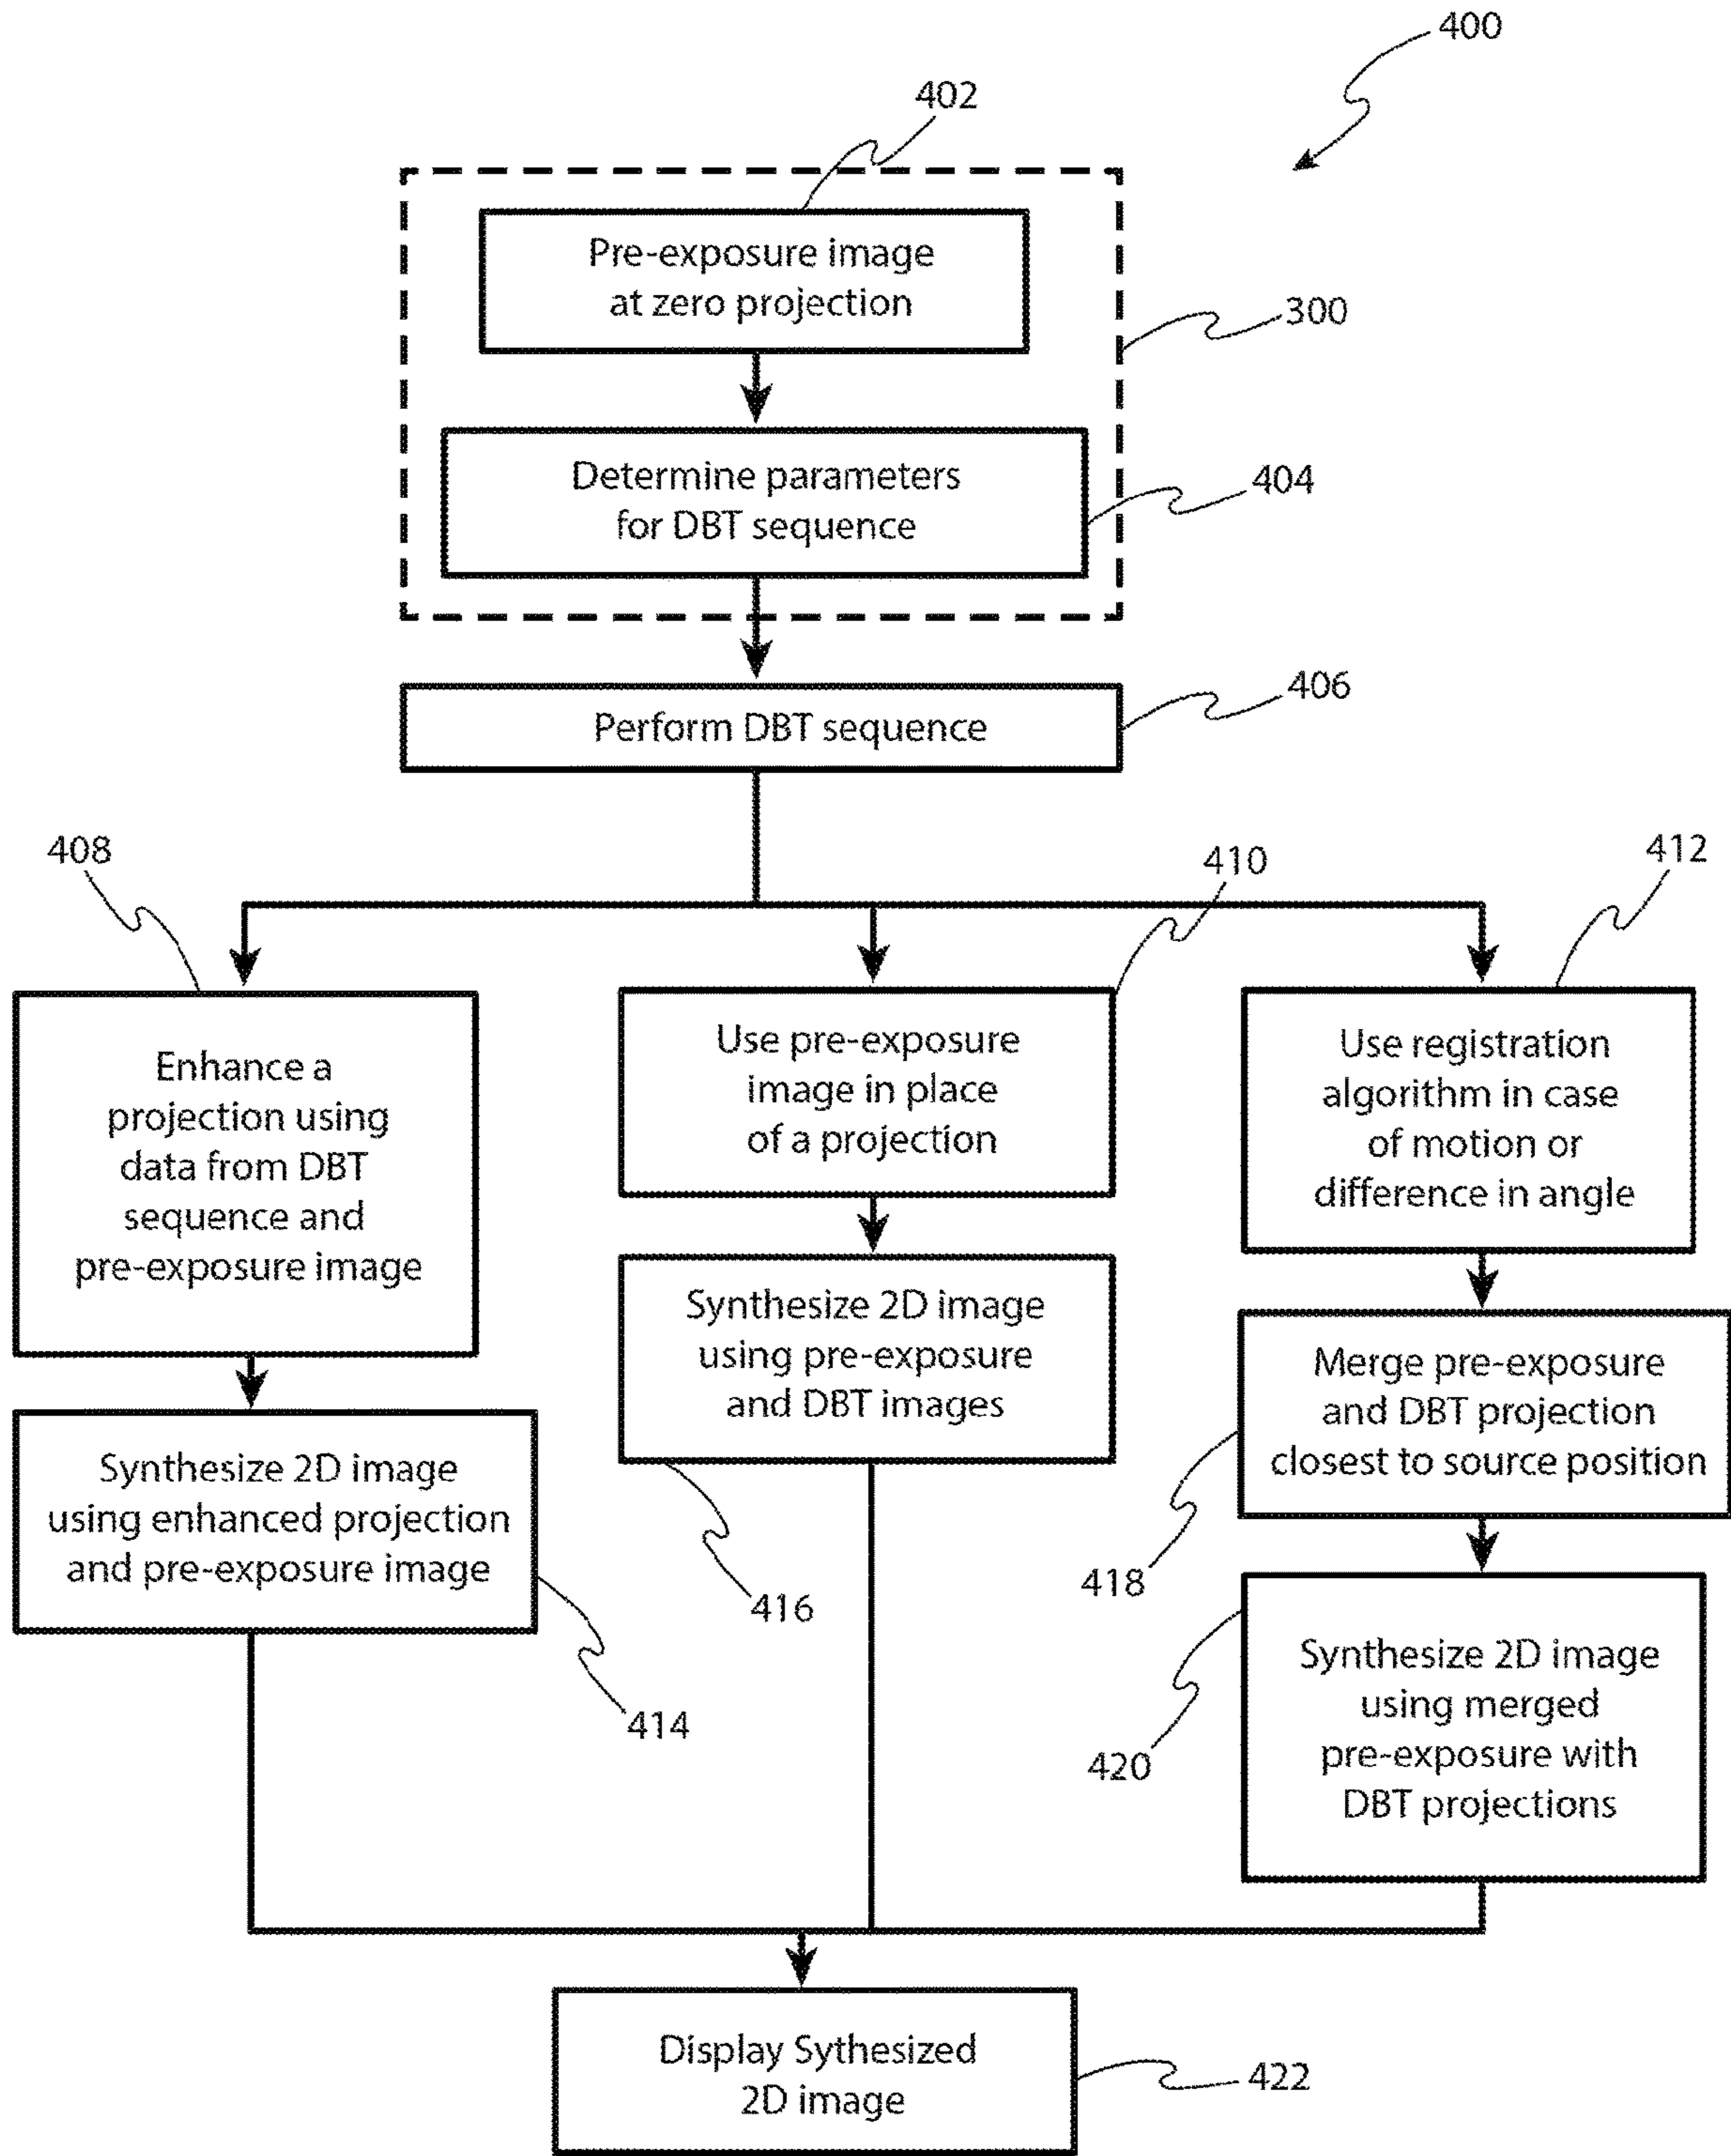 400
402
Pre-exposure image
at zero projection
300
Determine parameters
for DBT sequence
404
406
Perform DBT sequence
408
410
412
Enhance a
projection using
data from DBT
sequence and
pre-exposure image
Use pre-exposure
image in place
of a projection
Use registration
algorithm in case
of motion or
difference in angle
Synthesize 2D image
using pre-exposure
and DBT images
Merge pre-exposure
and DBT projection
closest to source position
Synthesize 2D image
using enhanced projection
and pre-exposure image
416
418
414
Synthesize 2D image
using merged
pre-exposure with
DBT projections
420
Display Sythesized
2D image
422